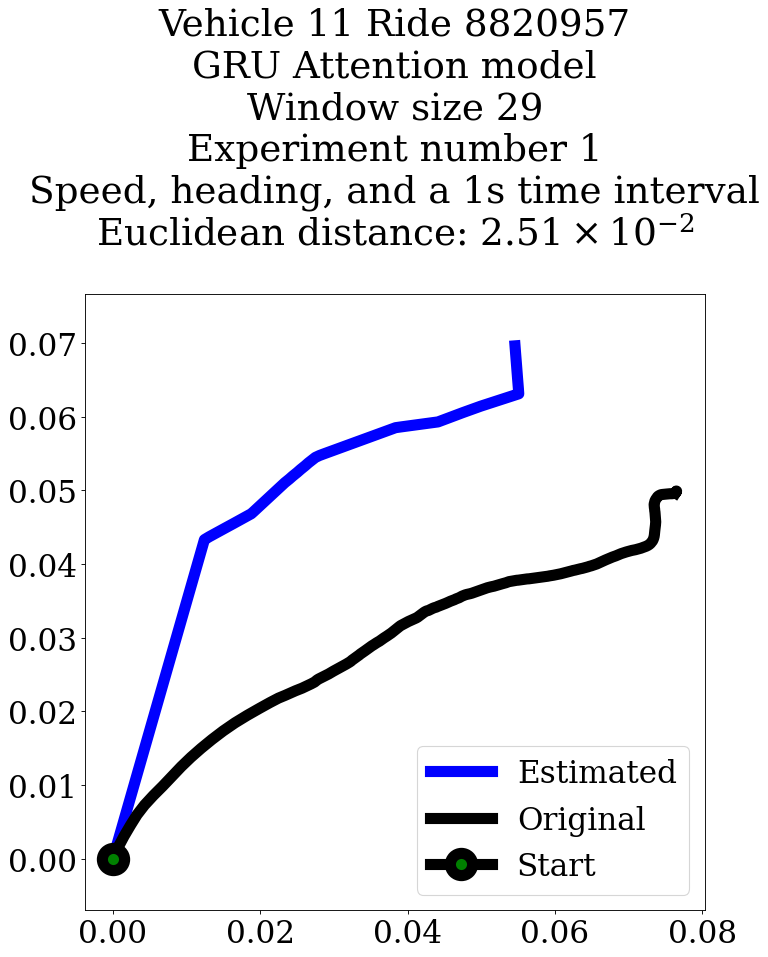 Vehicle 11 Ride 8820957
GRU Attention model
Window size 29
Experiment number 1
Speed, heading, and a 1s time interval
Euclidean distance: 2.51 × 10⁻²
0.07
0.06
0.05
0.04
0.03
0.02
0.01
0.00
Estimated
Original
Start
0.00 0.02 0.04 0.06 0.08